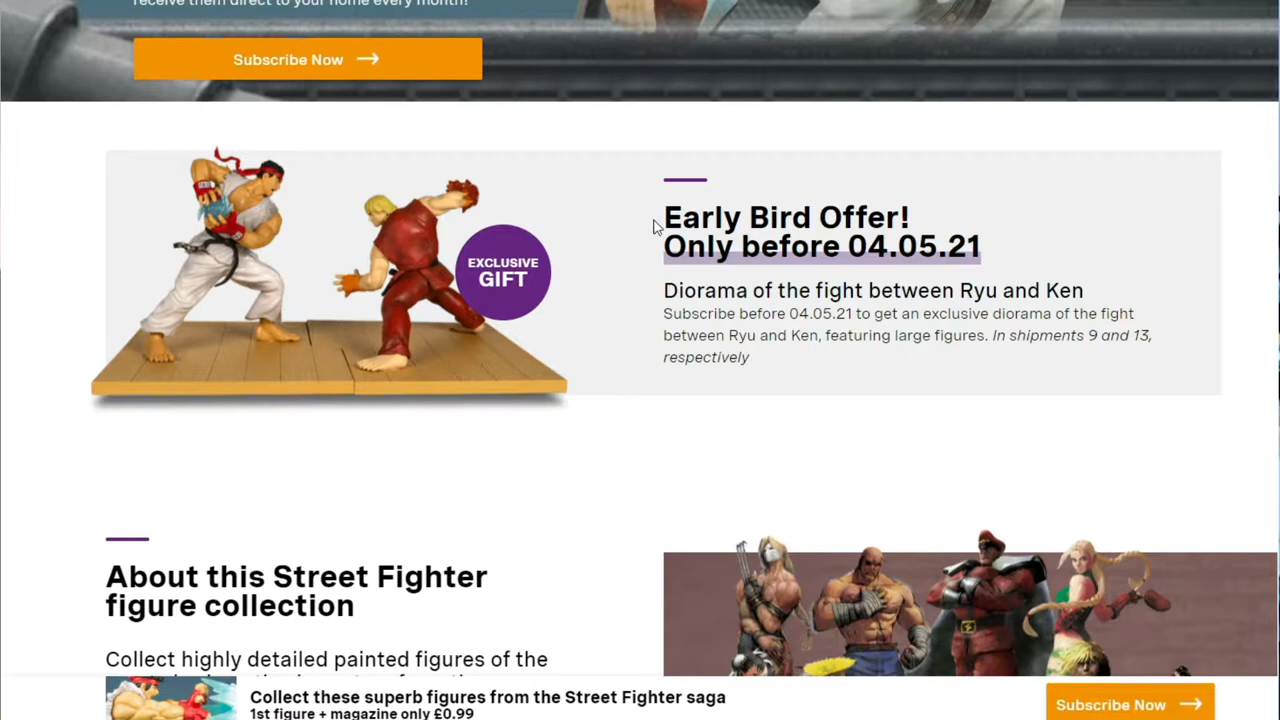 receive them direct to your home every month!
Subscribe Now
EXCLUSIVE
GIFT
Early Bird Offer!
Only before 04.05.21
Diorama of the fight between Ryu and Ken
Subscribe before 04.05.21 to get an exclusive diorama of the fight
between Ryu and Ken, featuring large figures. In shipments 9 and 13,
respectively
About this Street Fighter
figure collection
Collect highly detailed painted figures of the
Collect these superb figures from the Street Fighter saga
1st figure + magazine only £0.99
Subscribe Now